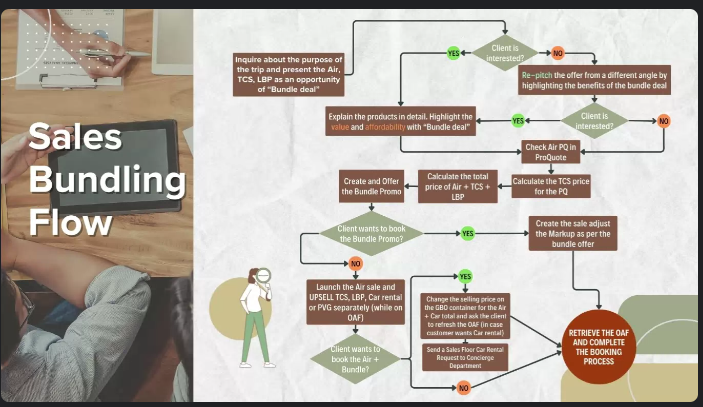 Sales
Bundling
Flow
Inquire about the purpose of
the trip and present the Air,
TCS, LBP as an opportunity
of “Bundle deal”
Client is
interested?
YES
NO
Re-pitch the offer from a different angle by
highlighting the benefits of the bundle deal
Explain the products in detail. Highlight the
value and affordability with “Bundle deal”
YES
Client is
interested?
NO
Check Air PQ in
ProQuote
Create and Offer
the Bundle Promo
Calculate the total
price of Air + TCS +
LBP
Calculate the TCS price
for the PQ
Client wants to book
the Bundle Promo?
YES
Create the sale adjust
the Markup as per the
bundle offer
NO
Launch the Air sale and
UPSELL TCS, LBP, Car rental
or PVG separately (while on
OAF)
YES
Change the selling price on
the GBO container for the Air
+ Car total and ask the client
to refresh the OAF (in case
customer wants Car rental)
Client wants to
book the Air +
Bundle?
Send a Sales Floor Car Rental
Request to Concierge
Department
NO
RETRIEVE THE OAF
AND COMPLETE
THE BOOKING
PROCESS